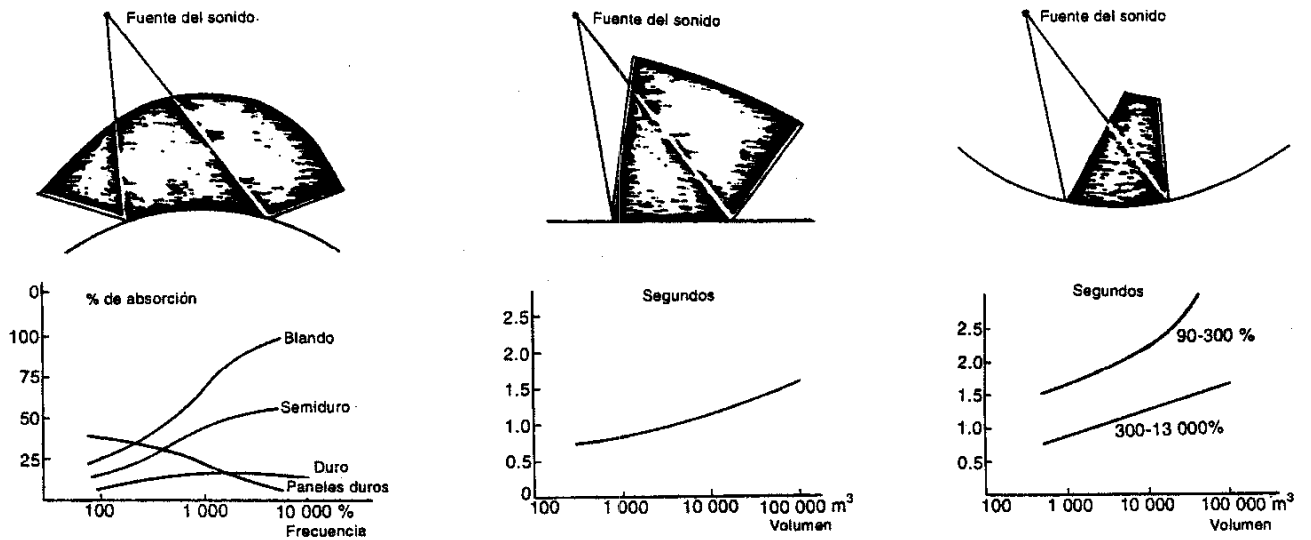 Fuente del sonido.
Fuente del sonido
Fuente del sonido
0
% de absorción
100
75
50
25
Blando
Semiduro
Duro
Paneles duros
100
1 000
10 000 %
Frecuencia
Segundos
2.5
2.0
1.5
1.0
0.5
0
100
1 000
10 000
100 000 m³
Volumen
Segundos
2.5
2.0
1.5
1.0
0.5
90-300 %
300-13 000%
100
1 000
10 000
100 000 m³
Volumen